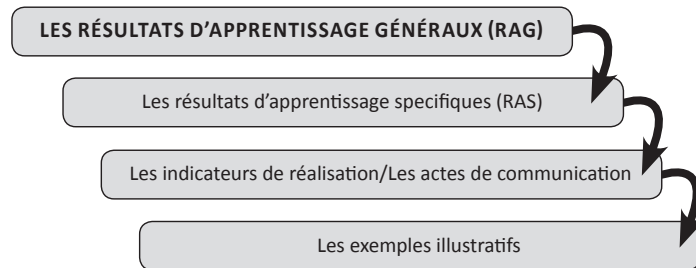 LES RÉSULTATS D’APPRENTISSAGE GÉNÉRAUX (RAG)
Les résultats d’apprentissage specifiques (RAS)
Les indicateurs de réalisation/Les actes de communication
Les exemples illustratifs